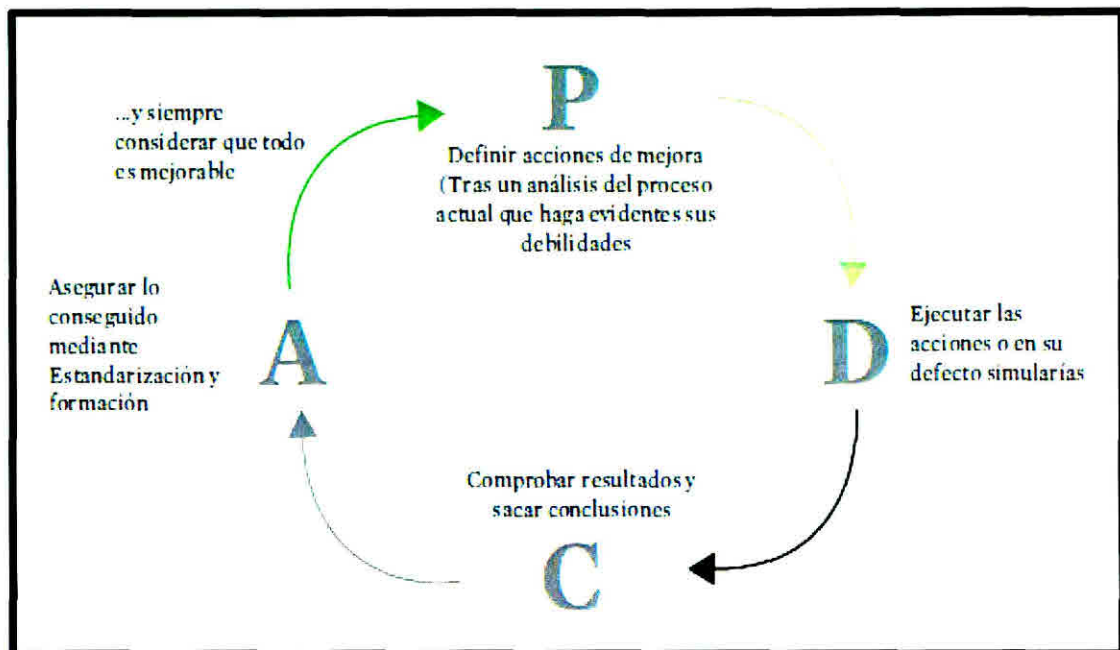 ...y siempre
considerar que todo
es mejorable
P
Definir acciones de mejora
(Tras un análisis del proceso
actual que haga evidentes sus
debilidades
Asegurar lo
conseguido
mediante
Estandarización y
formación
A
D
Ejecutar las
acciones o en su
defecto simularías
Comprobar resultados y
sacar conclusiones
C